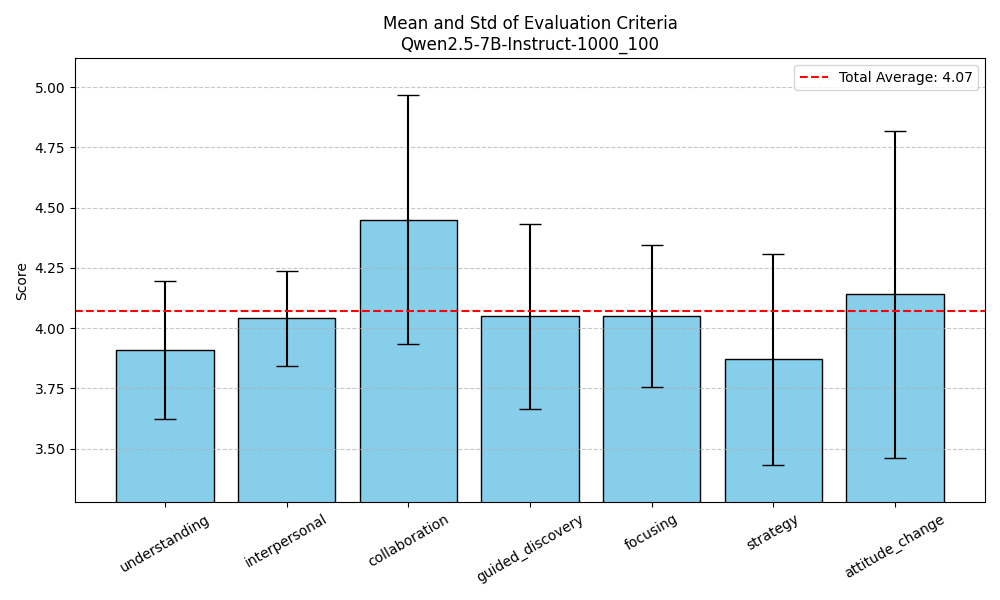 Mean and Std of Evaluation Criteria
Qwen2.5-7B-Instruct-1000_100
Total Average: 4.07
Score
5.00
4.75
4.50
4.25
4.00
3.75
3.50
understanding
interpersonal
collaboration
guided_discovery
focusing
strategy
attitude_change